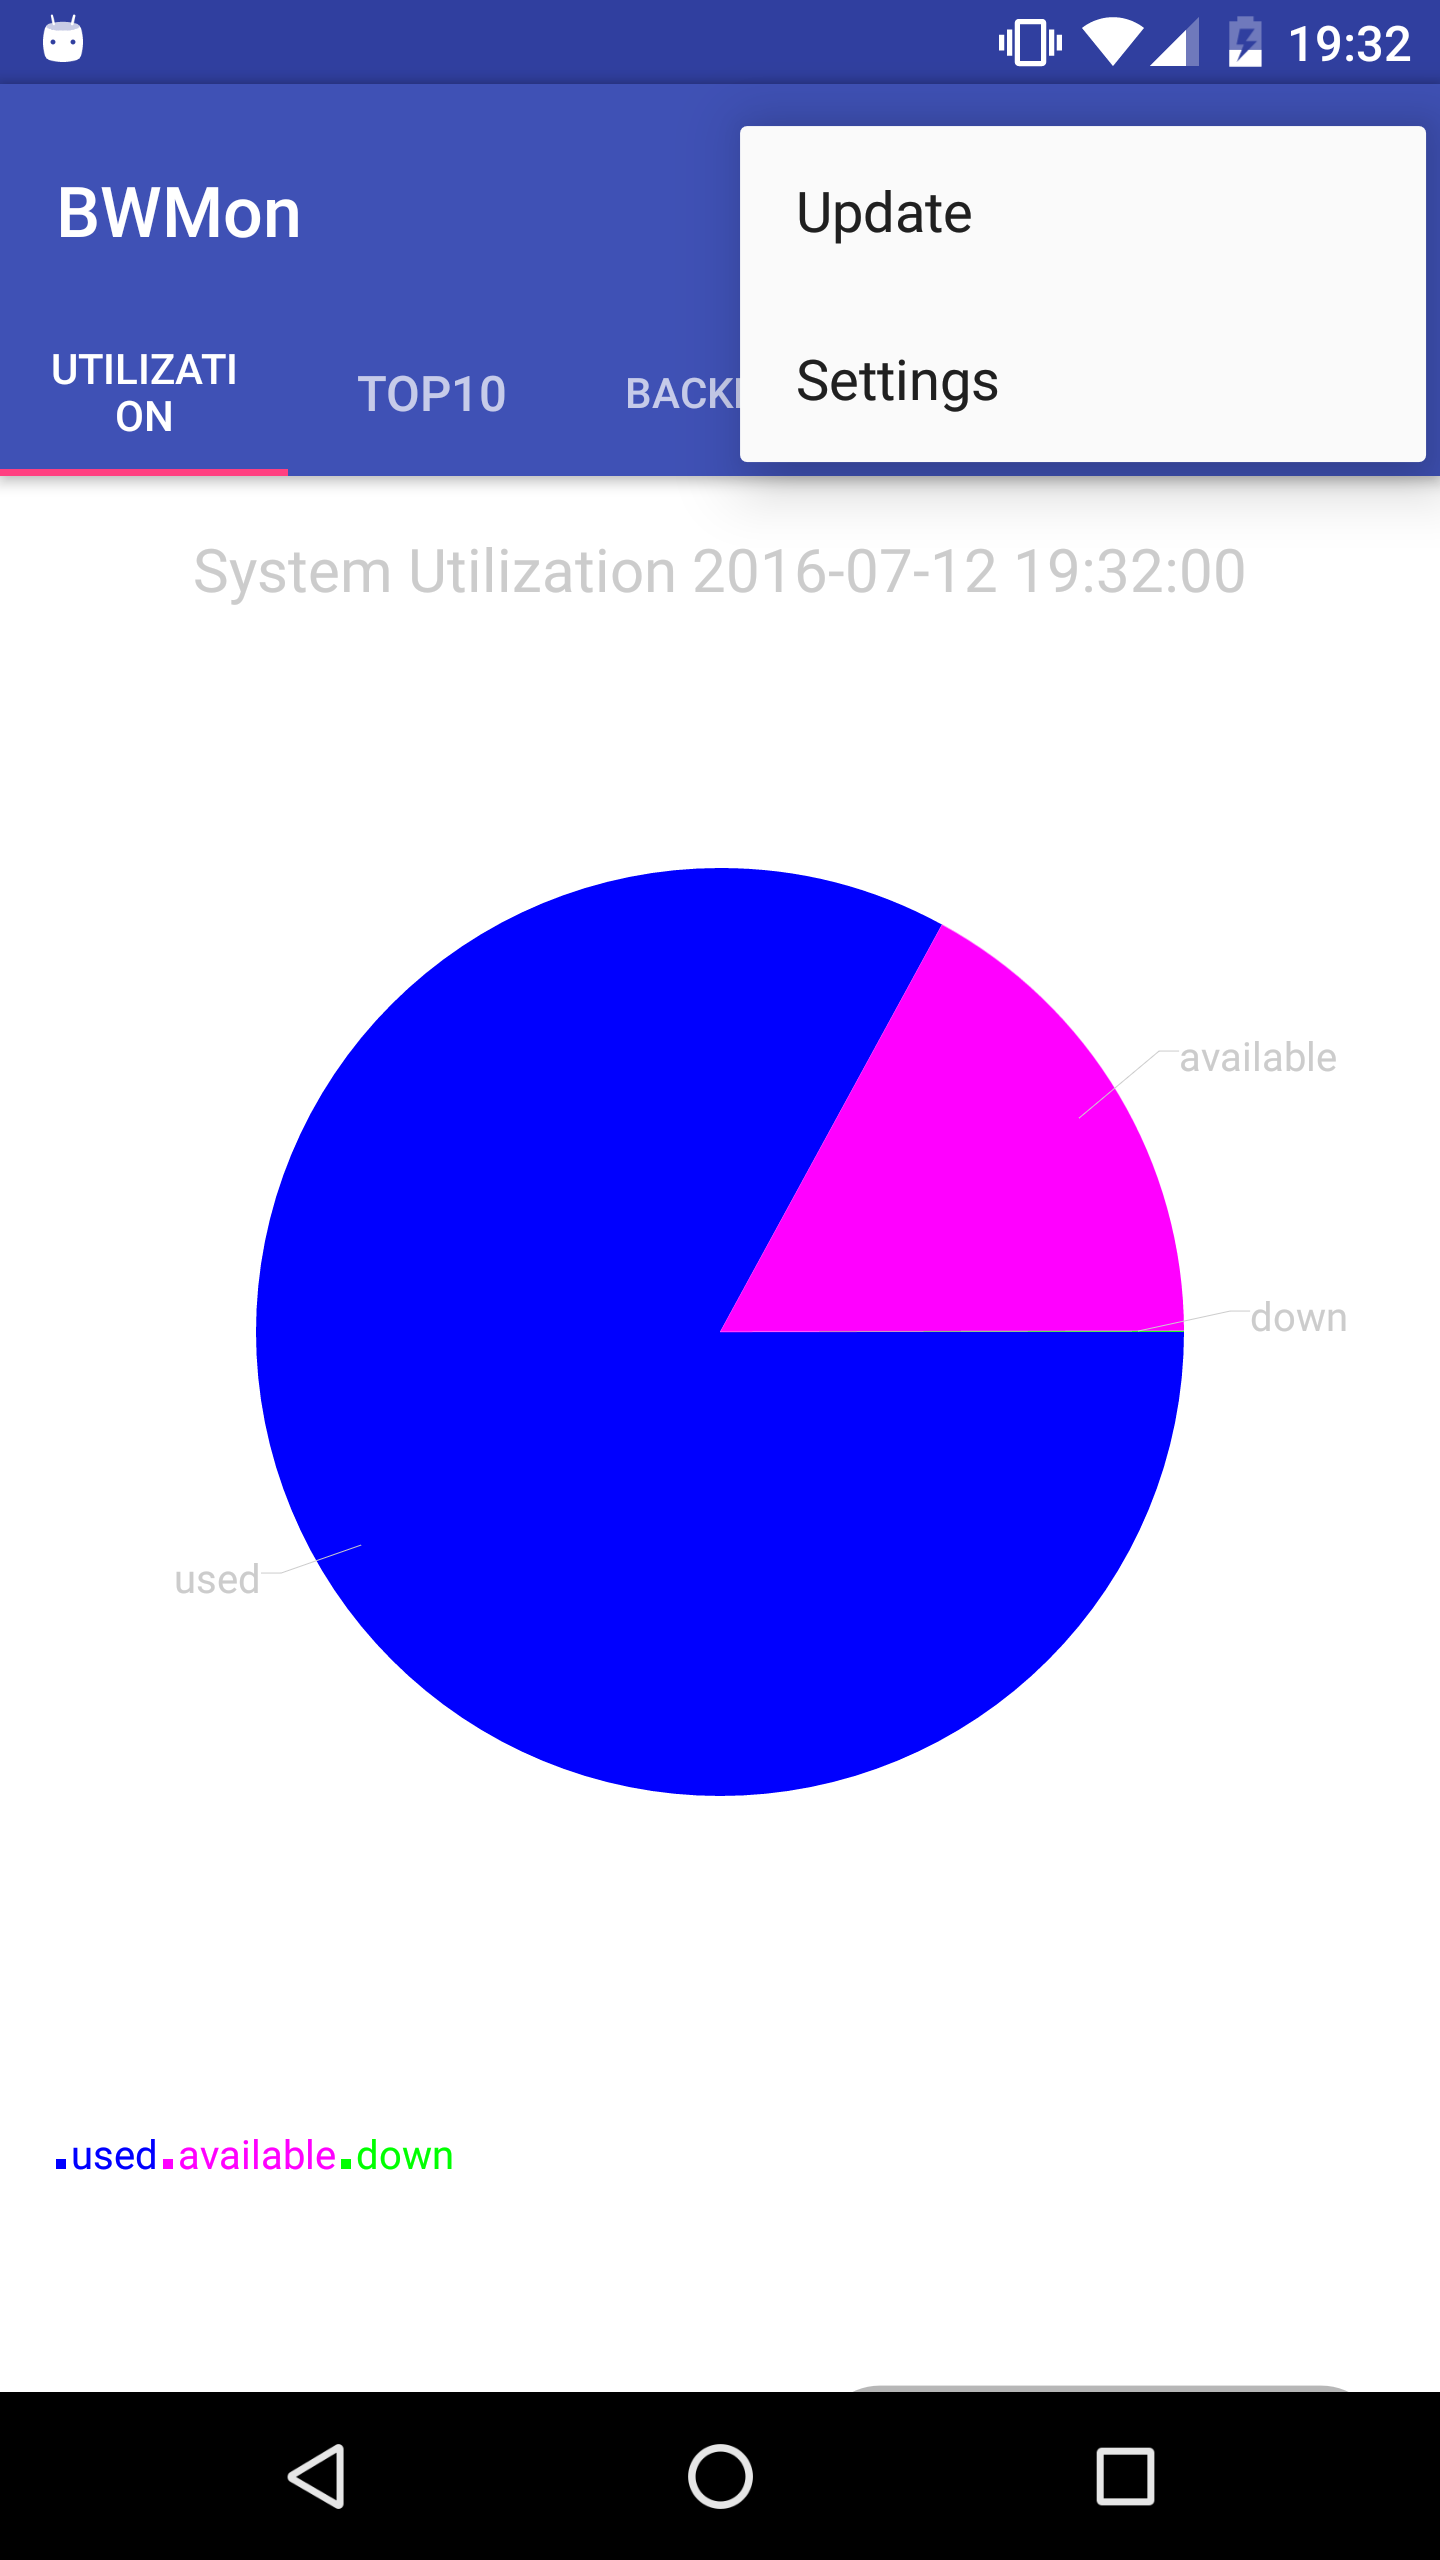 19:32
BWMon
Update
Settings
UTILIZATI
ON
TOP10
System Utilization 2016-07-12 19:32:00
available
down
used
used available down